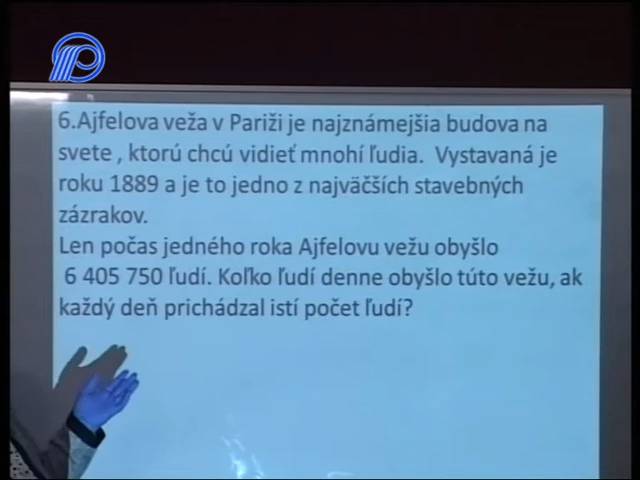 6.Ajfelova veža v Pariži je najznámejšia budova na
svete , ktorú chcú vidieť mnohí ľudia. Vystavaná je
roku 1889 a je to jedno z najväčších stavebných
zázrakov.
Len počas jedného roka Ajfelovu vežu obyšlo
6 405 750 ľudí. Koľko ľudí denne obyšlo túto vežu, ak
každý deň prichádzal istí počet ľudí?